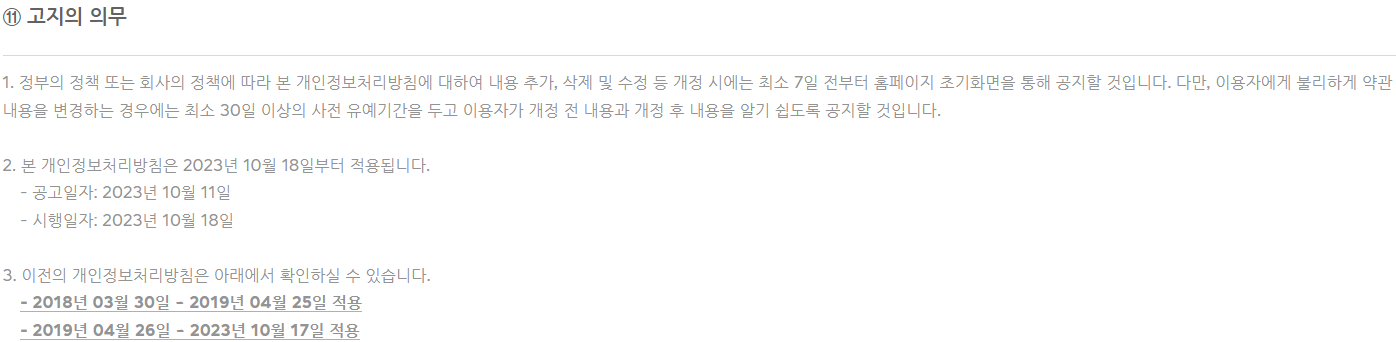 ⑪ 고지의 의무
1. 정부의 정책 또는 회사의 정책에 따라 본 개인정보처리방침에 대하여 내용 추가, 삭제 및 수정 등 개정 시에는 최소 7일 전부터 홈페이지 초기화면을 통해 공지할 것입니다. 다만, 이용자에게 불리하게 약관
내용을 변경하는 경우에는 최소 30일 이상의 사전 유예기간을 두고 이용자가 개정 전 내용과 개정 후 내용을 알기 쉽도록 공지할 것입니다.
2. 본 개인정보처리방침은 2023년 10월 18일부터 적용됩니다.
- 공고일자: 2023년 10월 11일
- 시행일자: 2023년 10월 18일
3. 이전의 개인정보처리방침은 아래에서 확인하실 수 있습니다.
- 2018년 03월 30일 – 2019년 04월 25일 적용
- 2019년 04월 26일 – 2023년 10월 17일 적용